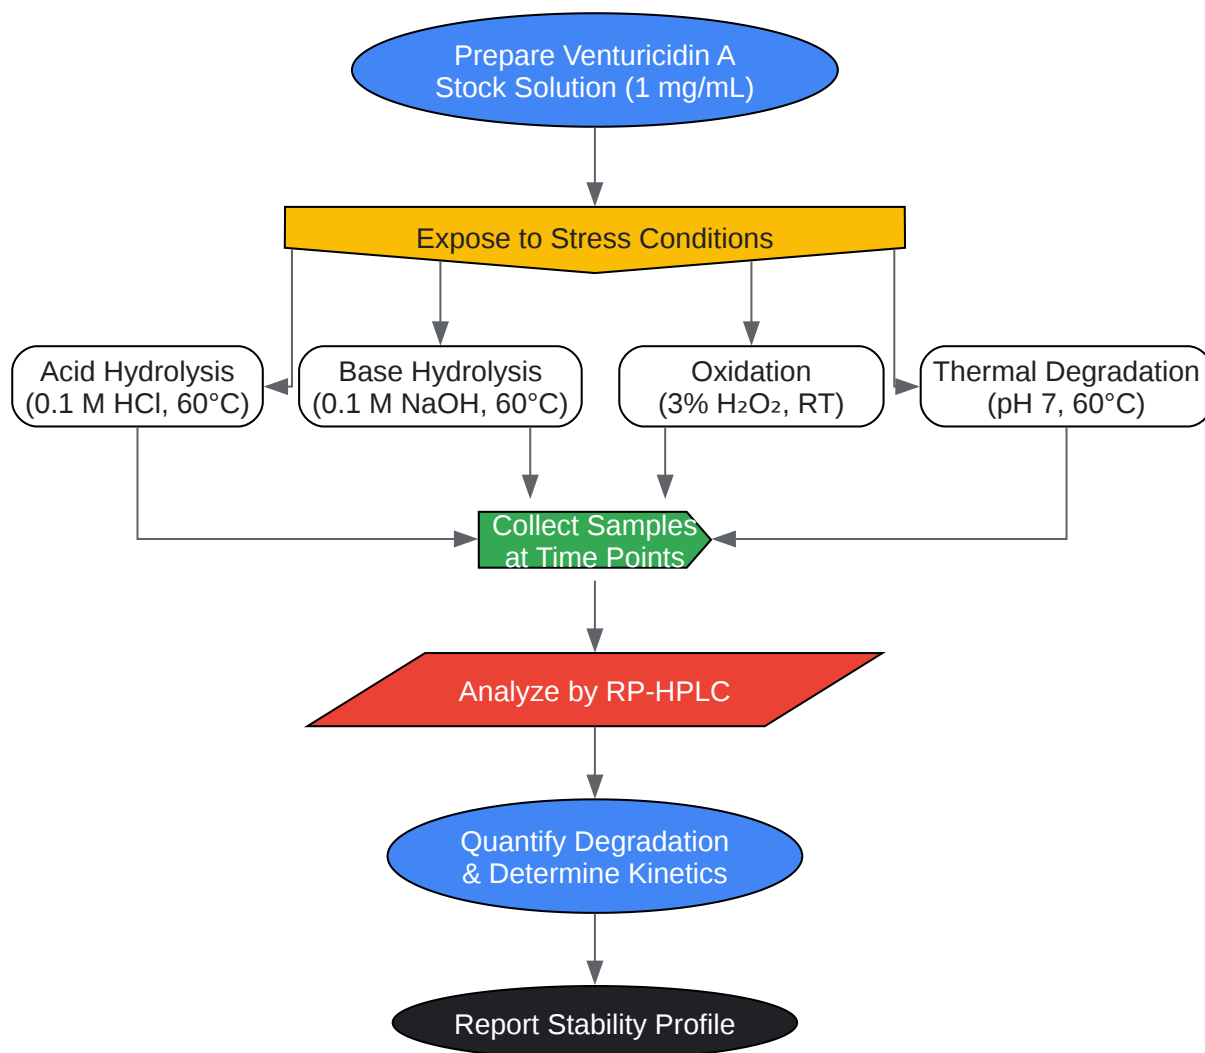 Prepare Venturicidin A
Stock Solution (1 mg/mL)
Expose to Stress Conditions
Acid Hydrolysis
(0.1 M HCl, 60°C)
Base Hydrolysis
(0.1 M NaOH, 60°C)
Oxidation
(3% H₂O₂, RT)
Thermal Degradation
(pH 7, 60°C)
Collect Samples
at Time Points
Analyze by RP-HPLC
Quantify Degradation
& Determine Kinetics
Report Stability Profile